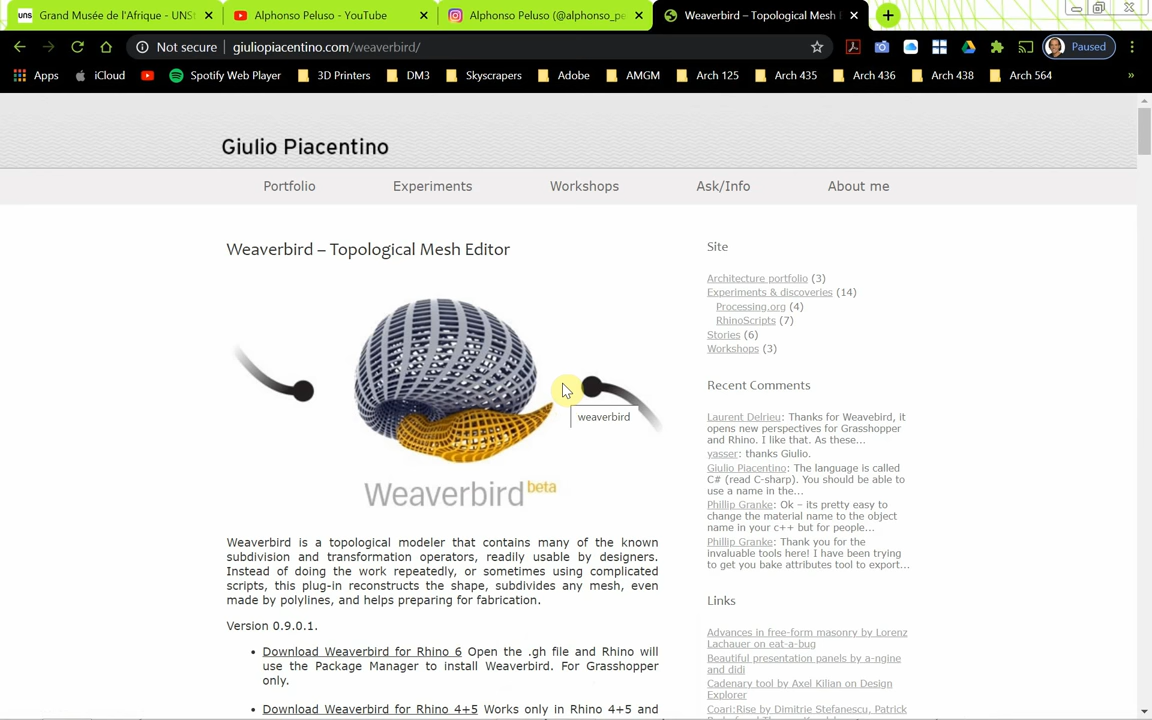 Grand Musée de l'Afrique - UNS
Alphonso Peluso - YouTube
Alphonso Peluso (@alphonso_pe
Weaverbird – Topological Mesh
Not secure
giuliopiacentino.com/weaverbird/
Paused
Apps
iCloud
Spotify Web Player
3D Printers
DM3
Skyscrapers
Adobe
AMGM
Arch 125
Arch 435
Arch 436
Arch 438
Arch 564
»
Giulio Piacentino
Portfolio
Experiments
Workshops
Ask/Info
About me
Weaverbird – Topological Mesh Editor
weaverbird
Weaverbird beta
Weaverbird is a topological modeler that contains many of the known
subdivision and transformation operators, readily usable by designers.
Instead of doing the work repeatedly, or sometimes using complicated
scripts, this plug-in reconstructs the shape, subdivides any mesh, even
made by polylines, and helps preparing for fabrication.
Version 0.9.0.1.
• Download Weaverbird for Rhino 6 Open the .gh file and Rhino will
use the Package Manager to install Weaverbird. For Grasshopper
only.
• Download Weaverbird for Rhino 4+5 Works only in Rhino 4+5 and
Site
Architecture portfolio (3)
Experiments & discoveries (14)
Processing.org (4)
RhinoScripts (7)
Stories (6)
Workshops (3)
Recent Comments
Laurent Delrieu: Thanks for Weavebird, it
opens new perspectives for Grasshopper
and Rhino. I like that. As these...
yasser: thanks Giulio.
Giulio Piacentino: The language is called
C# (read C-sharp). You should be able to
use a name in the...
Phillip Granke: Ok – its pretty easy to
change the material name to the object
name in your c++ but for people...
Phillip Granke: Thank you for the
invaluable tools here! I have been trying
to get you bake attributes tool to export...
Links
Advances in free-form masonry by Lorenz
Lachauer on eat-a-bug
Beautiful presentation panels by a-ngine
and didi
Cadenary tool by Axel Kilian on Design
Explorer
Coari:Rise by Dimitrie Stefanescu, Patrick